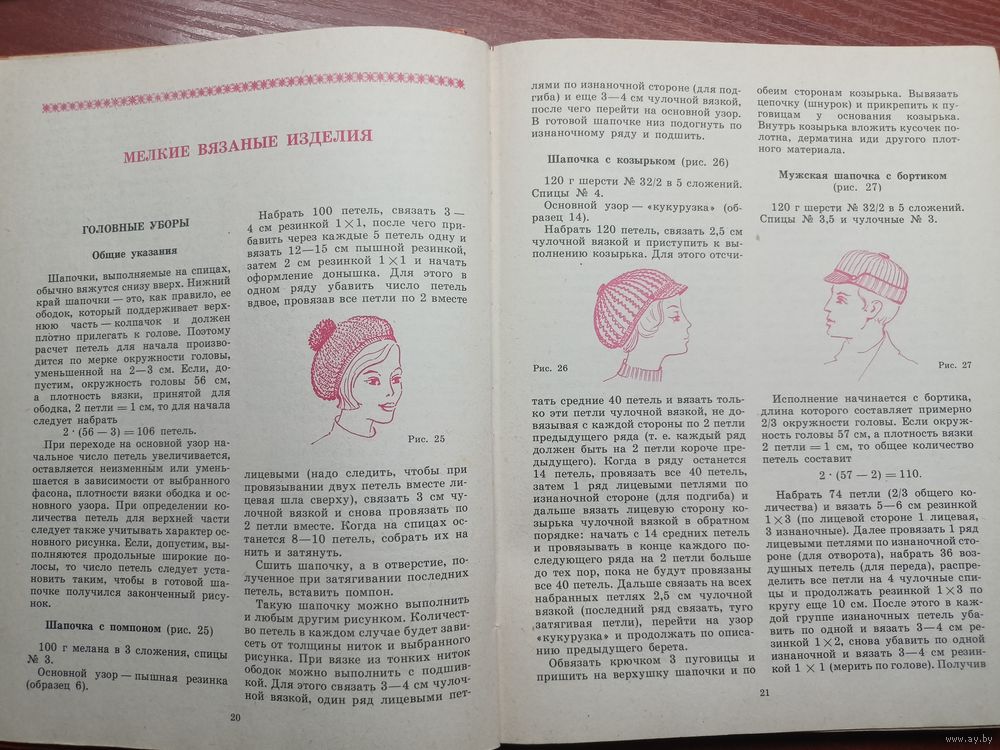 МЕЛКИЕ ВЯЗАНЫЕ ИЗДЕЛИЯ
ГОЛОВНЫЕ УБОРЫ
Общие указания
Шапочки, выполняемые на спицах,
обычно вяжутся снизу вверх. Нижний
край шапочки — это, как правило, ее
ободок, который поддерживает верх-
нюю часть — колпачок и должен
плотно прилегать к голове. Поэтому
расчет петель для начала произво-
дится по мерке окружности головы,
уменьшенной на 2—3 см. Если, до-
пустим, окружность головы 56 см,
а плотность вязки, принятой для
ободка, 2 петли = 1 см, то для начала
следует набрать
2 · (56 — 3) = 106 петель.
При переходе на основной узор на-
чальное число петель увеличивается,
оставляется неизменным или умень-
шается в зависимости от выбранного
фасона, плотности вязки ободка и ос-
новного узора. При определении ко-
личества петель для верхней части
следует также учитывать характер ос-
новного рисунка. Если, допустим, вы-
полняются продольные широкие по-
лосы, то число петель следует уста-
новить таким, чтобы в готовой ша-
почке получился законченный рису-
нок.
Шапочка с помпоном (рис. 25)
100 г мелана в 3 сложения, спицы
№ 3.
Основной узор — пышная резинка
(образец 6).
Набрать 100 петель, связать 3 —
4 см резинкой 1×1, после чего при-
бавить через каждые 5 петель одну и
вязать 12—15 см пышной резинкой,
затем 2 см резинкой 1×1 и начать
оформление донышка. Для этого в
одном ряду убавить число петель
вдвое, провязав все петли по 2 вместе
Рис. 25
лицевыми (надо следить, чтобы при
провязывании двух петель вместе ли-
цевая шла сверху), связать 3 см чу-
лочной вязкой и снова провязать по
2 петли вместе. Когда на спицах ос-
танется 8—10 петель, собрать их на
нить и затянуть.
Сшить шапочку, а в отверстие, по-
лученное при затягивании последних
петель, вставить помпон.
Такую шапочку можно выполнить
и любым другим рисунком. Количест-
во петель в каждом случае будет зави-
сеть от толщины ниток и выбранного
рисунка. При вязке из тонких ниток
ободок можно выполнить с подшив-
кой. Для этого связать 3—4 см чулоч-
ной вязкой, один ряд лицевыми пет-
20
лями по изнаночной стороне (для под-
гиба) и еще 3—4 см чулочной вязкой,
после чего перейти на основной узор.
В готовой шапочке низ подогнуть по
изнаночному ряду и подшить.
Шапочка с козырьком (рис. 26)
120 г шерсти № 32/2 в 5 сложений.
Спицы № 4.
Основной узор — «кукуруза» (об-
разец 14).
Набрать 120 петель, связать 2,5 см
чулочной вязкой и приступить к вы-
полнению козырька. Для этого отсчи-
Рис. 26
тать средние 40 петель и вязать толь-
ко эти петли чулочной вязкой, не до-
вязывая с каждой стороны по 2 петли
предыдущего ряда (т. е. каждый ряд
должен быть на 2 петли короче пре-
дыдущего). Когда в ряду останется
14 петель, провязать все 40 петель,
затем 1 ряд лицевыми петлями по
изнаночной стороне (для подгиба) и
дальше вязать лицевую сторону ко-
зырька чулочной вязкой в обратном
порядке: начать с 14 средних петель
и провязывать в конце каждого по-
следующего ряда на 2 петли больше
до тех пор, пока не будут провязаны
все 40 петель. Дальше связать на всех
набранных петлях 2,5 см чулочной
вязкой (последний ряд связать, туго
затягивая петли), перейти на узор
«кукуруза» и продолжать по описа-
нию предыдущего берета.
Обвязать крючком 3 пуговицы и
пришить на верхушку шапочки и по
обеим сторонам козырька. Вывязать
цепочку (шнурок) и прикрепить к пу-
говицам у основания козырька.
Внутрь козырька вложить кусочек по-
лотна, дерматина иди другого плот-
ного материала.
Мужская шапочка с бортиком
(рис. 27)
120 г шерсти № 32/2 в 5 сложений.
Спицы № 3,5 и чулочные № 3.
Рис. 27
Исполнение начинается с бортика,
длина которого составляет примерно
2/3 окружности головы. Если окруж-
ность головы 57 см, а плотность вязки
2 петли = 1 см, то общее количество
петель составит
2 · (57 — 2) = 110.
Набрать 74 петли (2/3 общего ко-
личества) и вязать 5—6 см резинкой
1×3 (по лицевой стороне 1 лицевая,
3 изнаночные). Далее провязать 1 ряд
лицевыми петлями по изнаночной сто-
роне (для отворота), набрать 36 воз-
душных петель (для переда), распре-
делить все петли на 4 чулочные спи-
цы и продолжать резинкой 1×3 по
кругу еще 10 см. После этого в каж-
дой группе изнаночных петель уба-
вить по одной и вязать 3—4 см ре-
зинкой 1×2, снова убавить по одной
изнаночной и вязать 3—4 см резин-
кой 1 × 1 (мерить по голове). Получив
21
www.ay.by